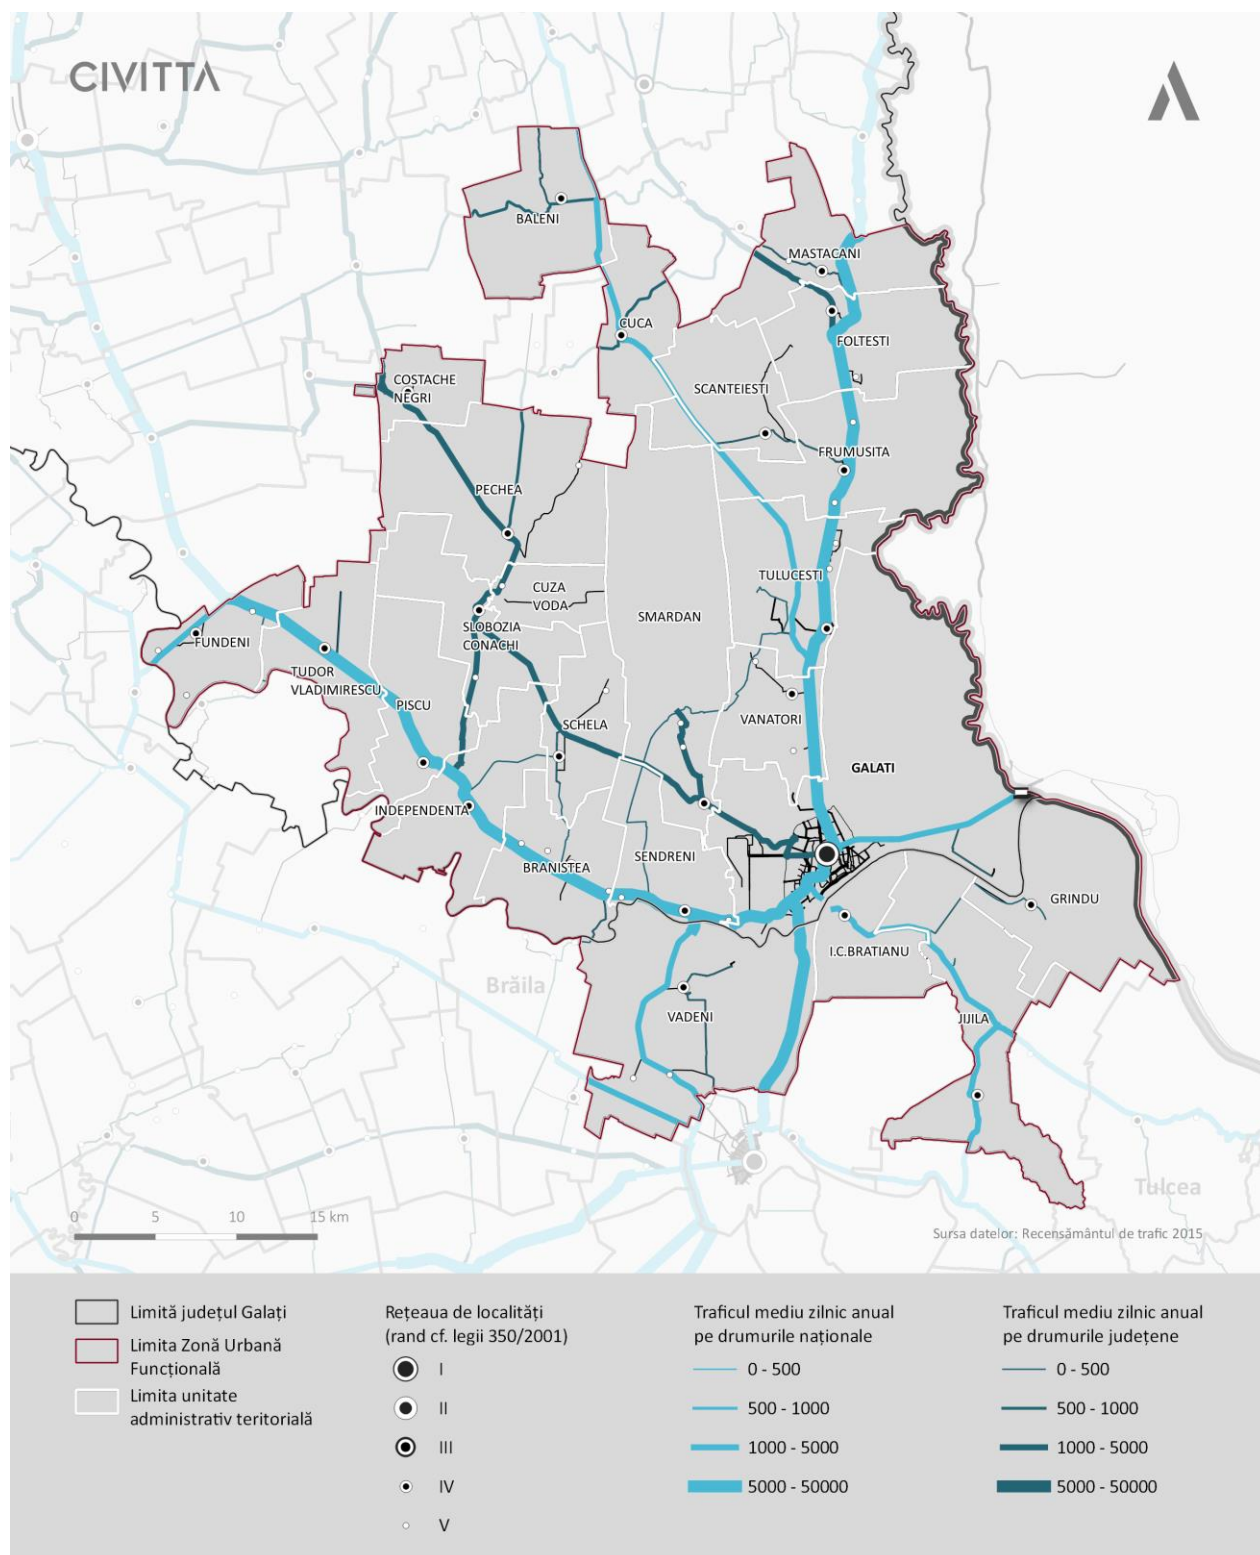 CIVITTA
BALENI
MASTACANI
CUCA
FOLTESTI
COSTACHE
NEGRI
SCANTEIESTI
FRUMUSITA
PECHEA
TULUCESTI
CUZA
VODA
SMARDAN
SLOBOZIA
CONACHI
FUNDENI
TUDOR
VLADIMIRESCU
PISCU
SCHELA
VANATORI
GALATI
INDEPENDENTA
BRANISTEA
SENDRENI
GRINDU
I.C.BRATIANU
Brăila
VADENI
JIJILA
Tulcea
0 5 10 15 km
Sursa datelor: Recensământul de trafic 2015
Limită județul Galați
Limita Zonă Urbană
Funcțională
Limita unitate
administrativ teritorială
Rețeaua de localități
(rand cf. legii 350/2001)
I
II
III
IV
V
Traficul mediu zilnic anual
pe drumurile naționale
0 - 500
500 - 1000
1000 - 5000
5000 - 50000
Traficul mediu zilnic anual
pe drumurile județene
0 - 500
500 - 1000
1000 - 5000
5000 - 50000